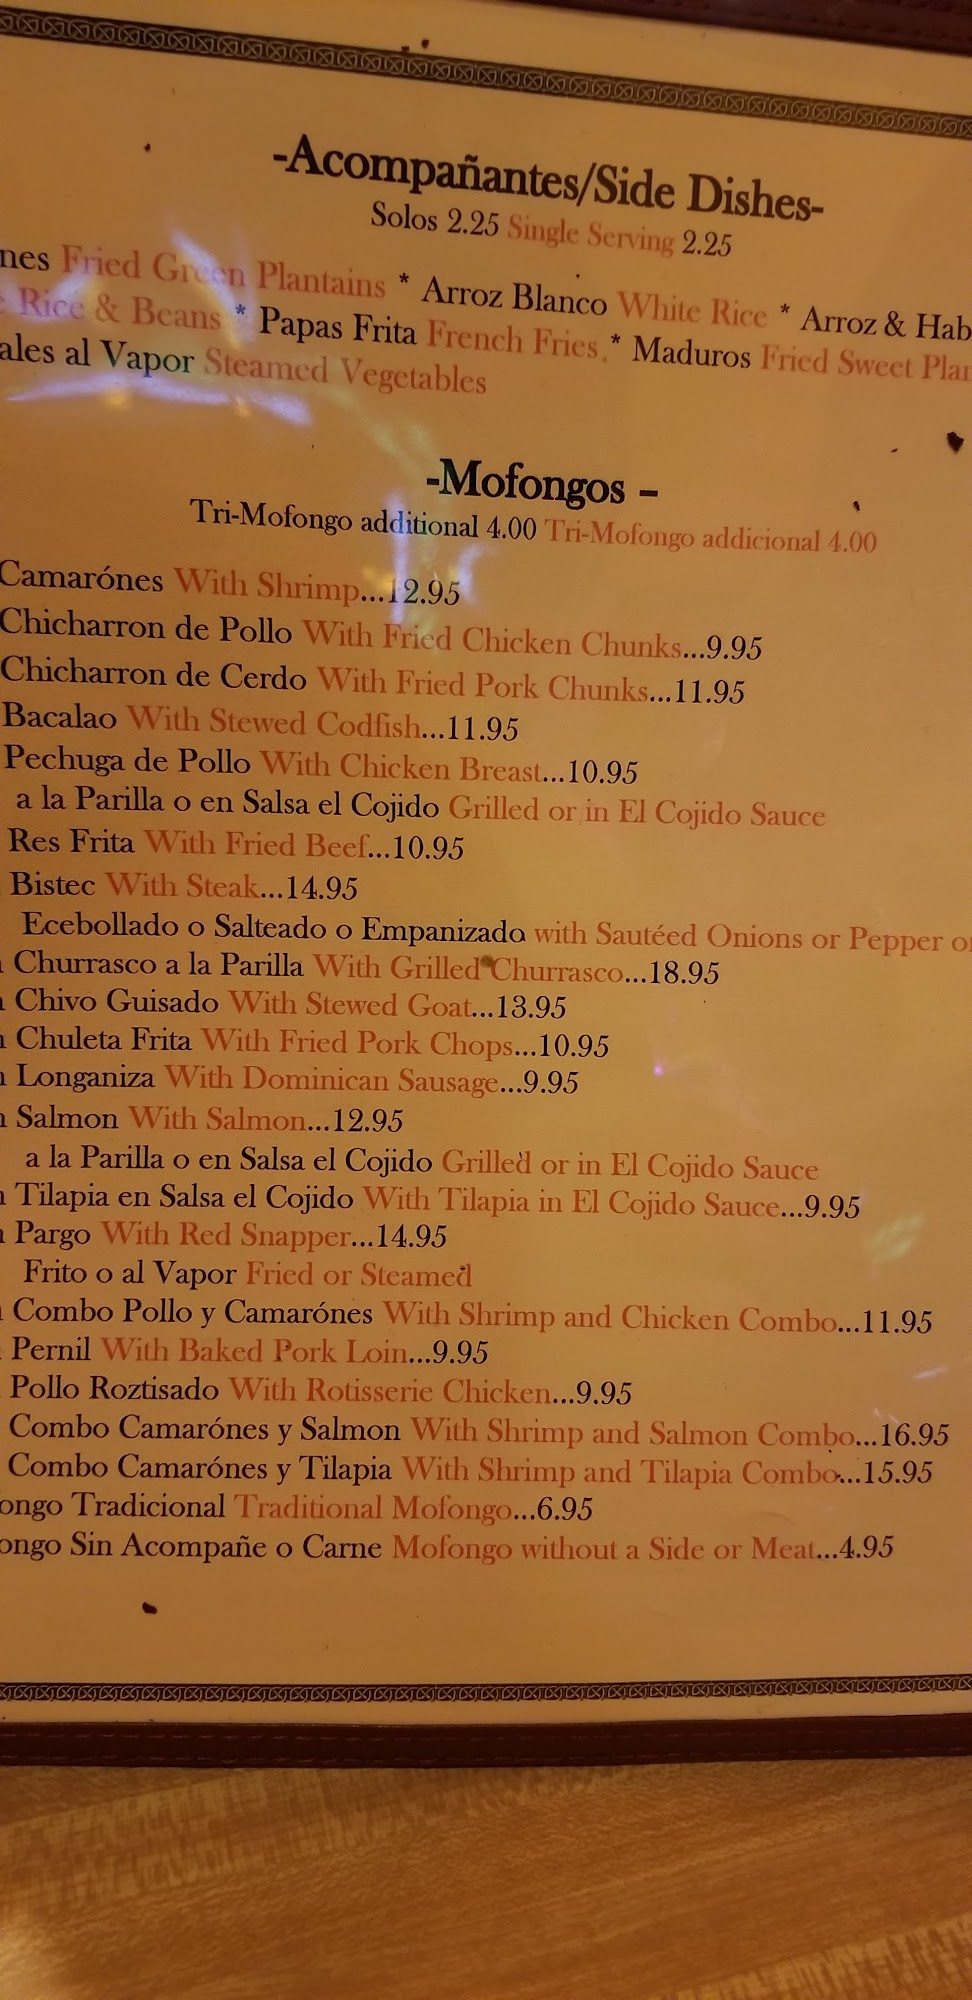 -Acompañantes/Side Dishes-
Solos 2.25 Single Serving 2.25
nes Fried Green Plantains * Arroz Blanco White Rice * Arroz & Hab
e Rice & Beans * Papas Frita French Fries * Maduros Fried Sweet Plan
ales al Vapor Steamed Vegetables
-Mofongos –
Tri-Mofongo additional 4.00 Tri-Mofongo addicional 4.00
Camarónes With Shrimp...12.95
Chicharron de Pollo With Fried Chicken Chunks...9.95
Chicharron de Cerdo With Fried Pork Chunks...11.95
Bacalao With Stewed Codfish...11.95
Pechuga de Pollo With Chicken Breast...10.95
a la Parilla o en Salsa el Cojido Grilled or in El Cojido Sauce
Res Frita With Fried Beef...10.95
Bistec With Steak...14.95
Ecebollado o Salteado o Empanizado with Sautéed Onions or Pepper or
n Churrasco a la Parilla With Grilled Churrasco...18.95
n Chivo Guisado With Stewed Goat...13.95
n Chuleta Frita With Fried Pork Chops...10.95
n Longaniza With Dominican Sausage...9.95
n Salmon With Salmon...12.95
a la Parilla o en Salsa el Cojido Grilled or in El Cojido Sauce
n Tilapia en Salsa el Cojido With Tilapia in El Cojido Sauce...9.95
n Pargo With Red Snapper...14.95
Frito o al Vapor Fried or Steamed
n Combo Pollo y Camarónes With Shrimp and Chicken Combo...11.95
Pernil With Baked Pork Loin...9.95
Pollo Roztisado With Rotisserie Chicken...9.95
Combo Camarónes y Salmon With Shrimp and Salmon Combo...16.95
Combo Camarónes y Tilapia With Shrimp and Tilapia Combo...15.95
ongo Tradicional Traditional Mofongo...6.95
ongo Sin Acompañe o Carne Mofongo without a Side or Meat...4.95